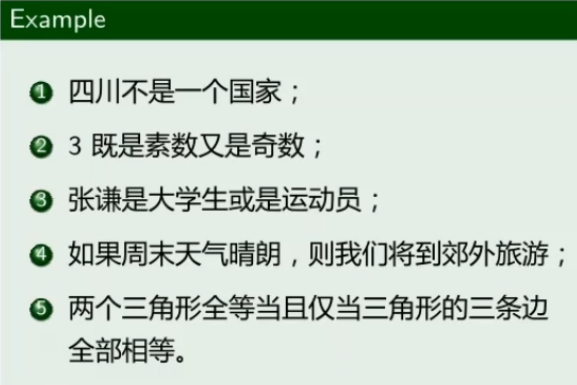 Example
1 四川不是一个国家；
2 3 既是素数又是奇数；
3 张谦是大学生或是运动员；
4 如果周末天气晴朗，则我们将到郊外旅游；
5 两个三角形全等当且仅当三角形的三条边
全部相等。